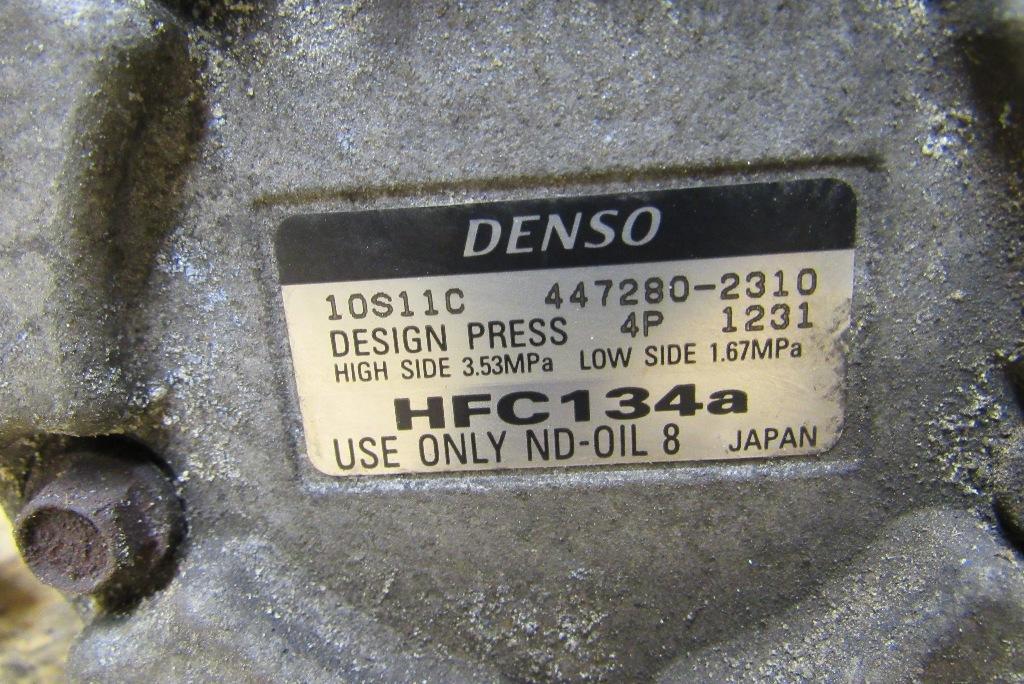 DENSO
10S11C 447280-2310
DESIGN PRESS 4P 1231
HIGH SIDE 3.53MPa LOW SIDE 1.67MPa
HFC134a
USE ONLY ND-OIL 8 JAPAN